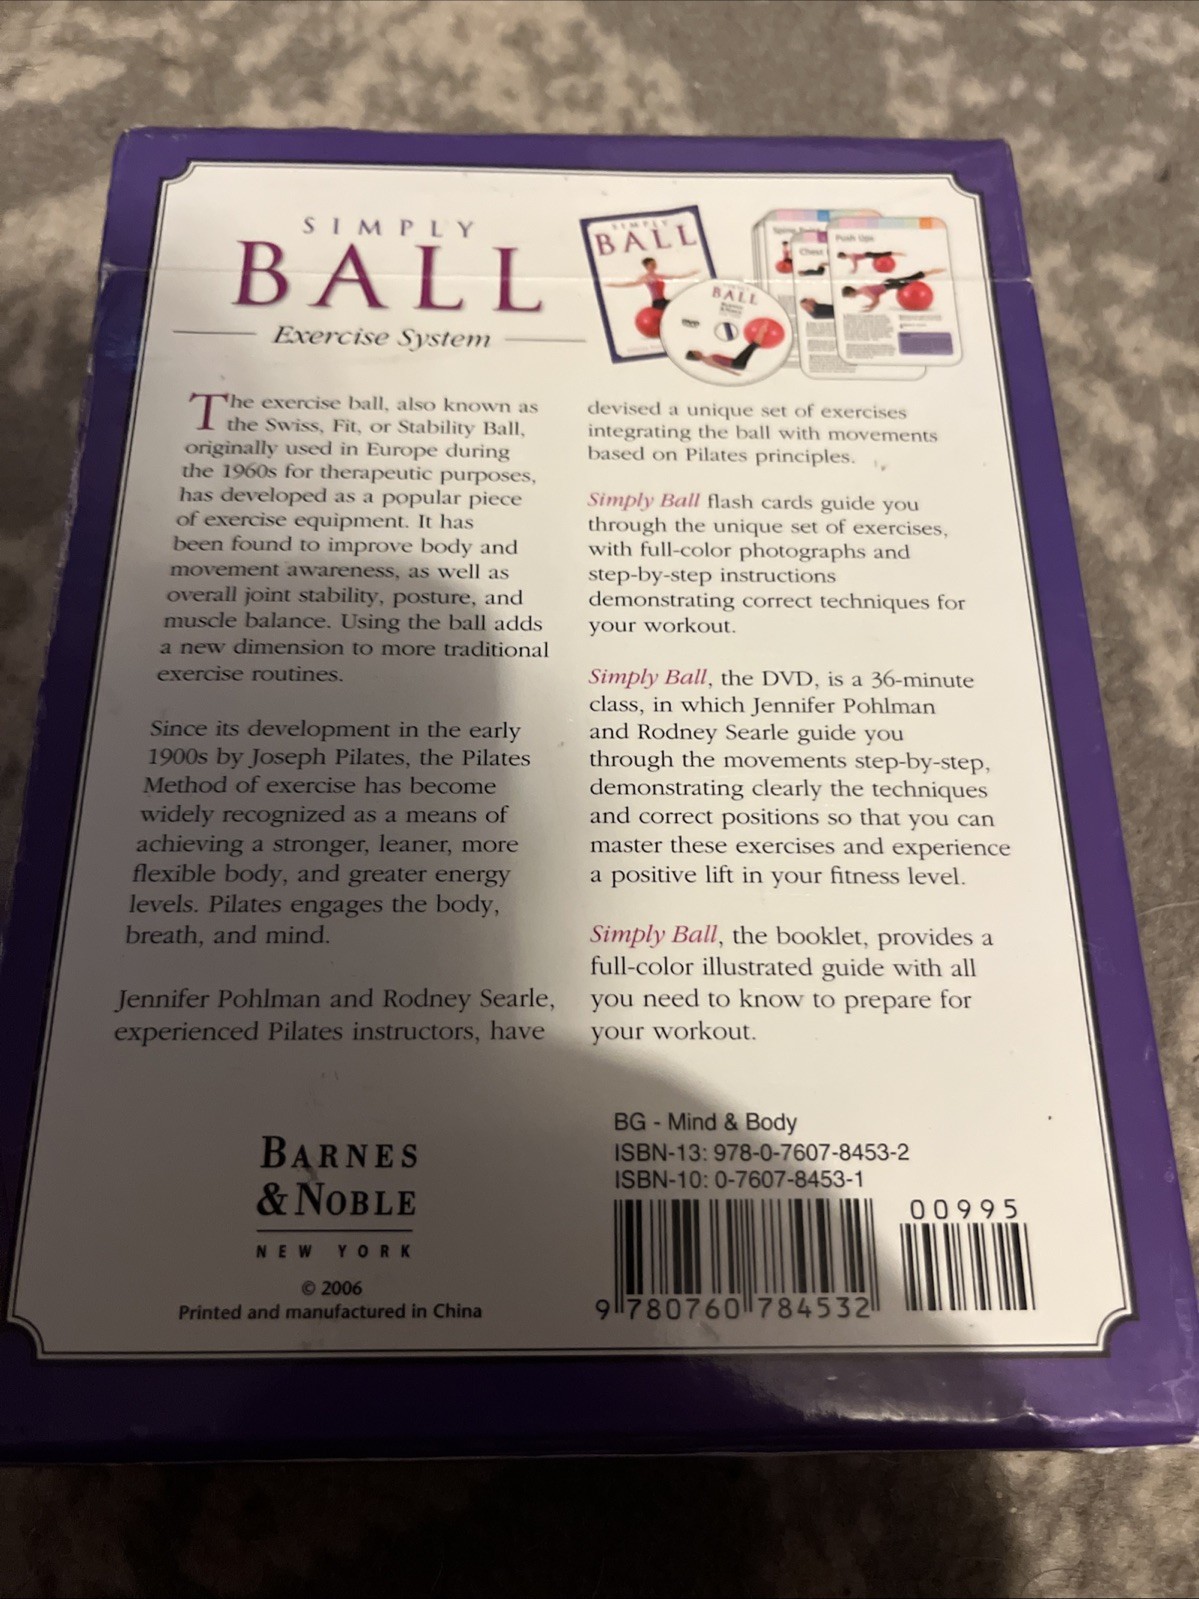 SIMPLY
BALL
Exercise System
BALL
BALL
DVD
Chest
Push Ups
The exercise ball, also known as
the Swiss, Fit, or Stability Ball,
originally used in Europe during
the 1960s for therapeutic purposes,
has developed as a popular piece
of exercise equipment. It has
been found to improve body and
movement awareness, as well as
overall joint stability, posture, and
muscle balance. Using the ball adds
a new dimension to more traditional
exercise routines.
Since its development in the early
1900s by Joseph Pilates, the Pilates
Method of exercise has become
widely recognized as a means of
achieving a stronger, leaner, more
flexible body, and greater energy
levels. Pilates engages the body,
breath, and mind.
Jennifer Pohlman and Rodney Searle,
experienced Pilates instructors, have
devised a unique set of exercises
integrating the ball with movements
based on Pilates principles.
Simply Ball flash cards guide you
through the unique set of exercises,
with full-color photographs and
step-by-step instructions
demonstrating correct techniques for
your workout.
Simply Ball, the DVD, is a 36-minute
class, in which Jennifer Pohlman
and Rodney Searle guide you
through the movements step-by-step,
demonstrating clearly the techniques
and correct positions so that you can
master these exercises and experience
a positive lift in your fitness level.
Simply Ball, the booklet, provides a
full-color illustrated guide with all
you need to know to prepare for
your workout.
BARNES
& NOBLE
NEW YORK
© 2006
Printed and manufactured in China
BG - Mind & Body
ISBN-13: 978-0-7607-8453-2
ISBN-10: 0-7607-8453-1
00995
9 780760 784532